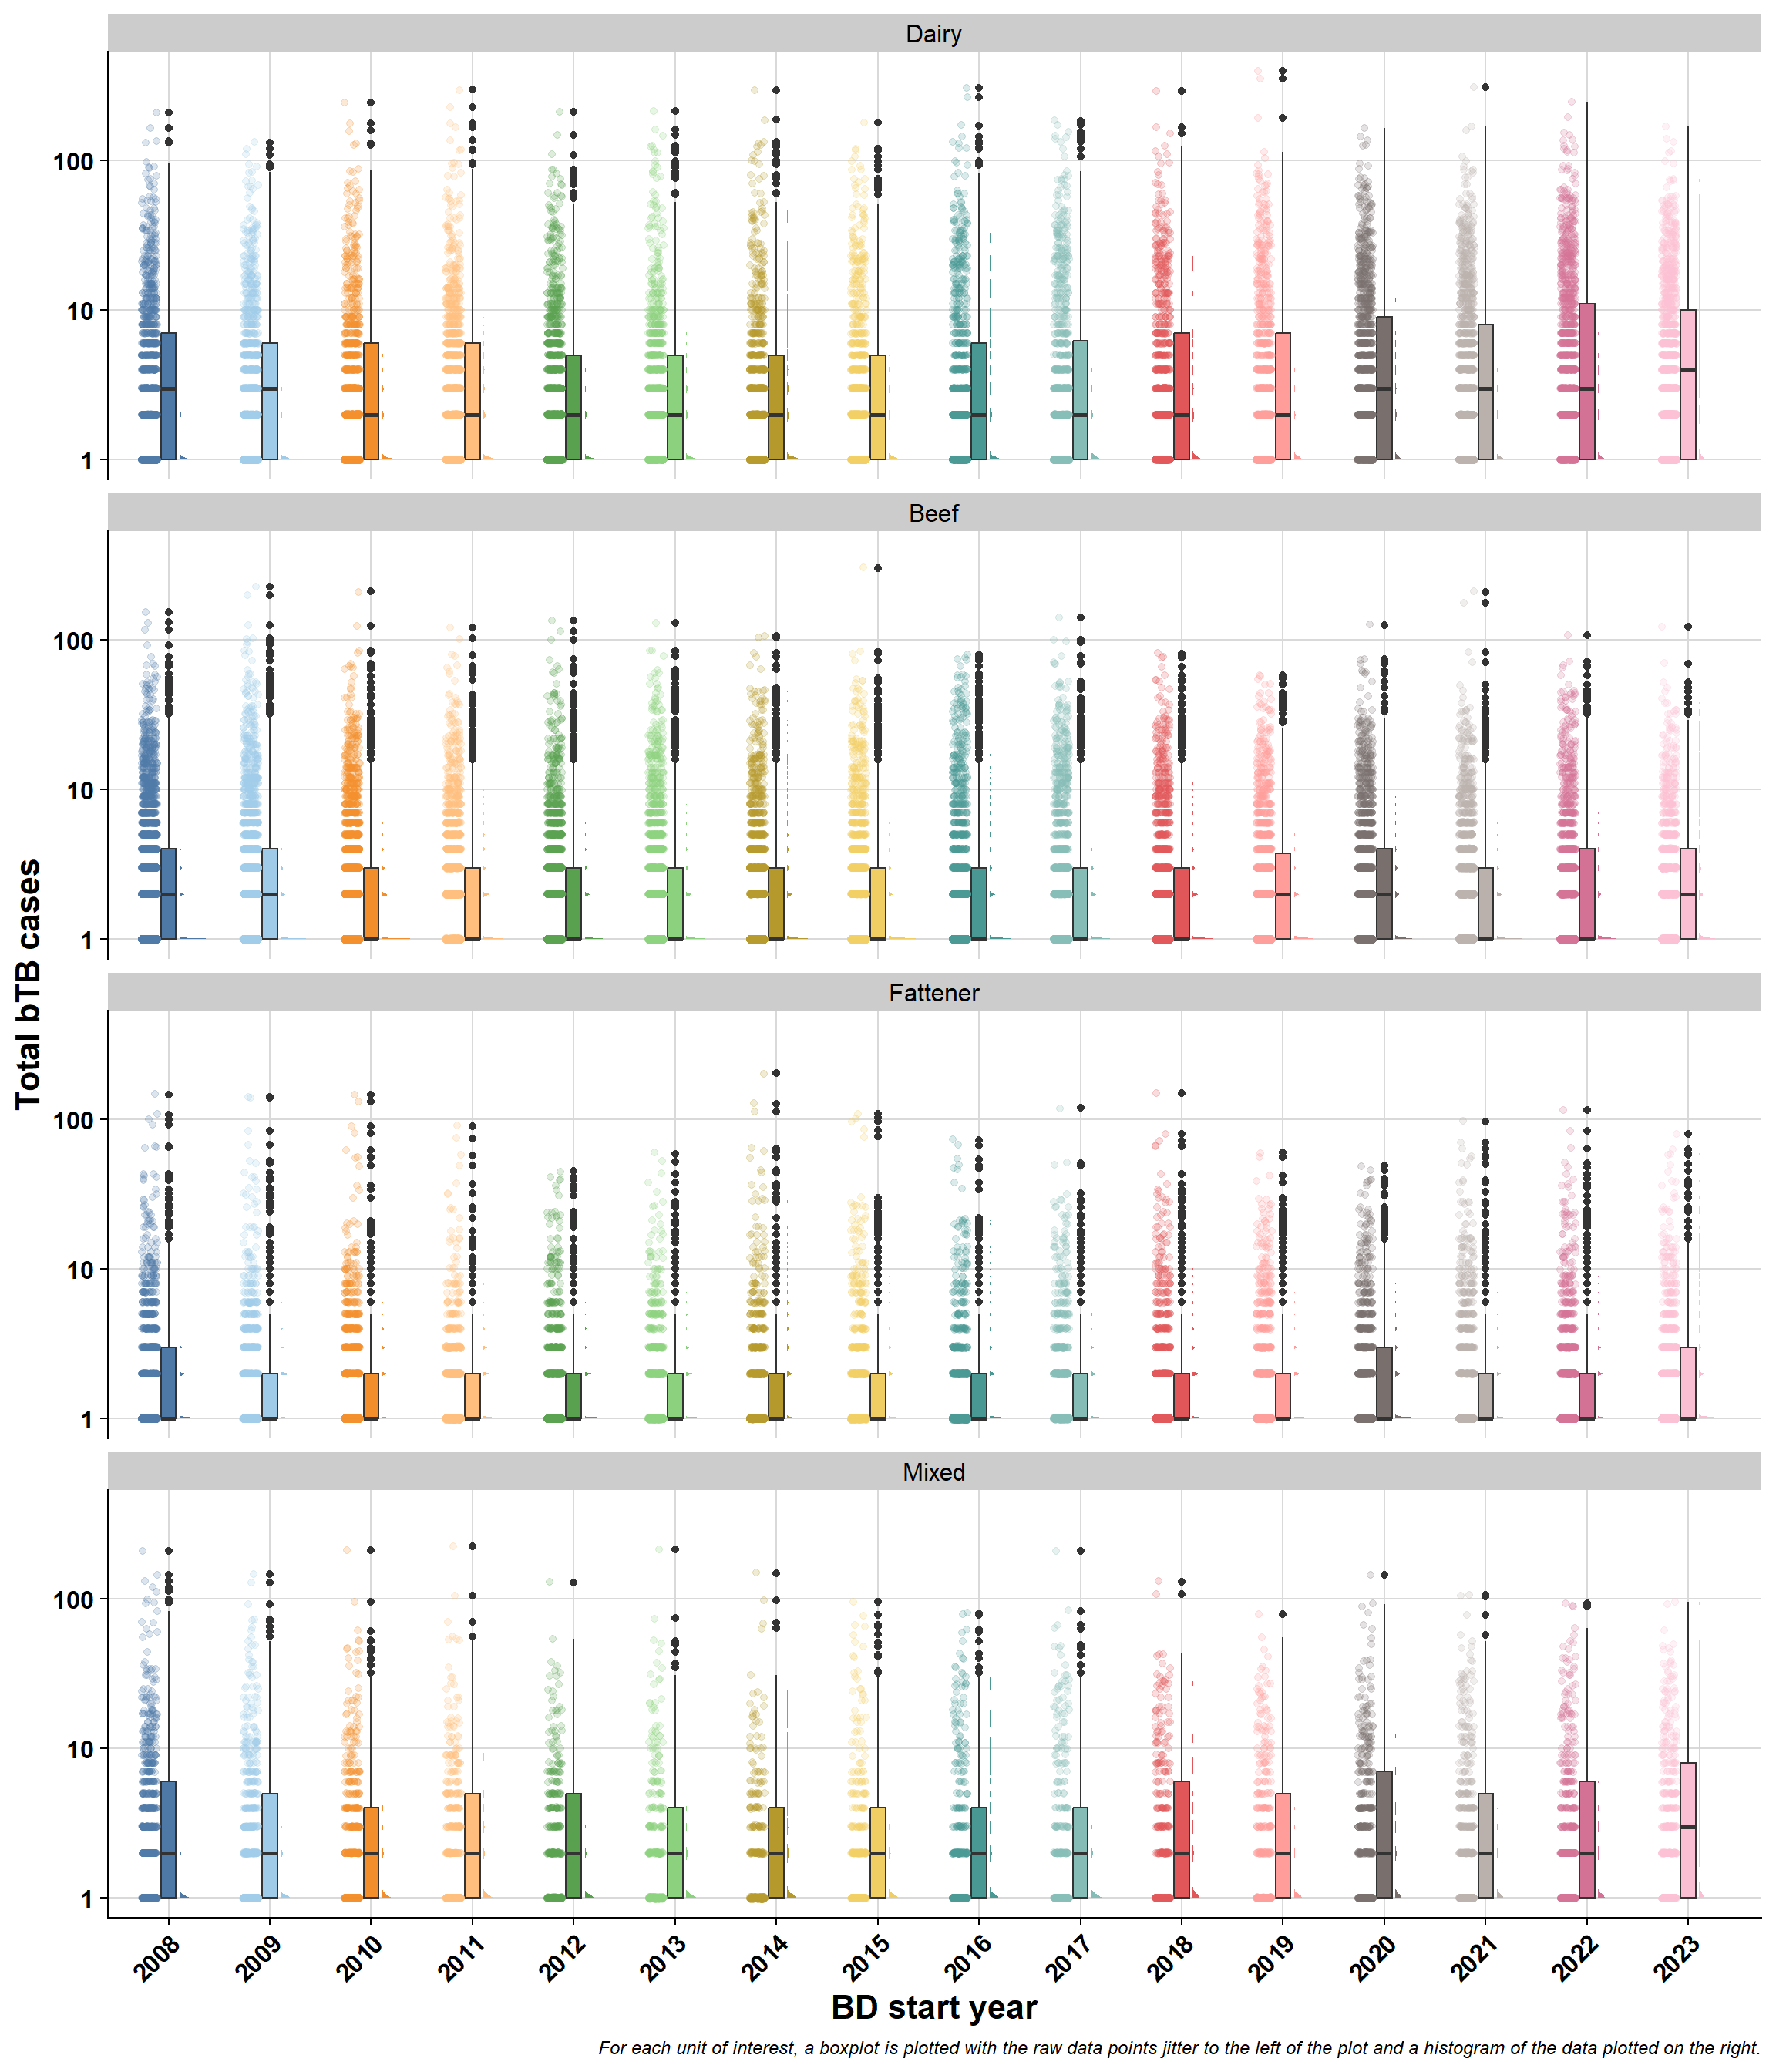 Dairy
100
10
1
Beef
100
10
1
Fattener
100
10
1
Mixed
100
10
1
Total bTB cases
2008 2009 2010 2011 2012 2013 2014 2015 2016 2017 2018 2019 2020 2021 2022 2023
BD start year
For each unit of interest, a boxplot is plotted with the raw data points jitter to the left of the plot and a histogram of the data plotted on the right.